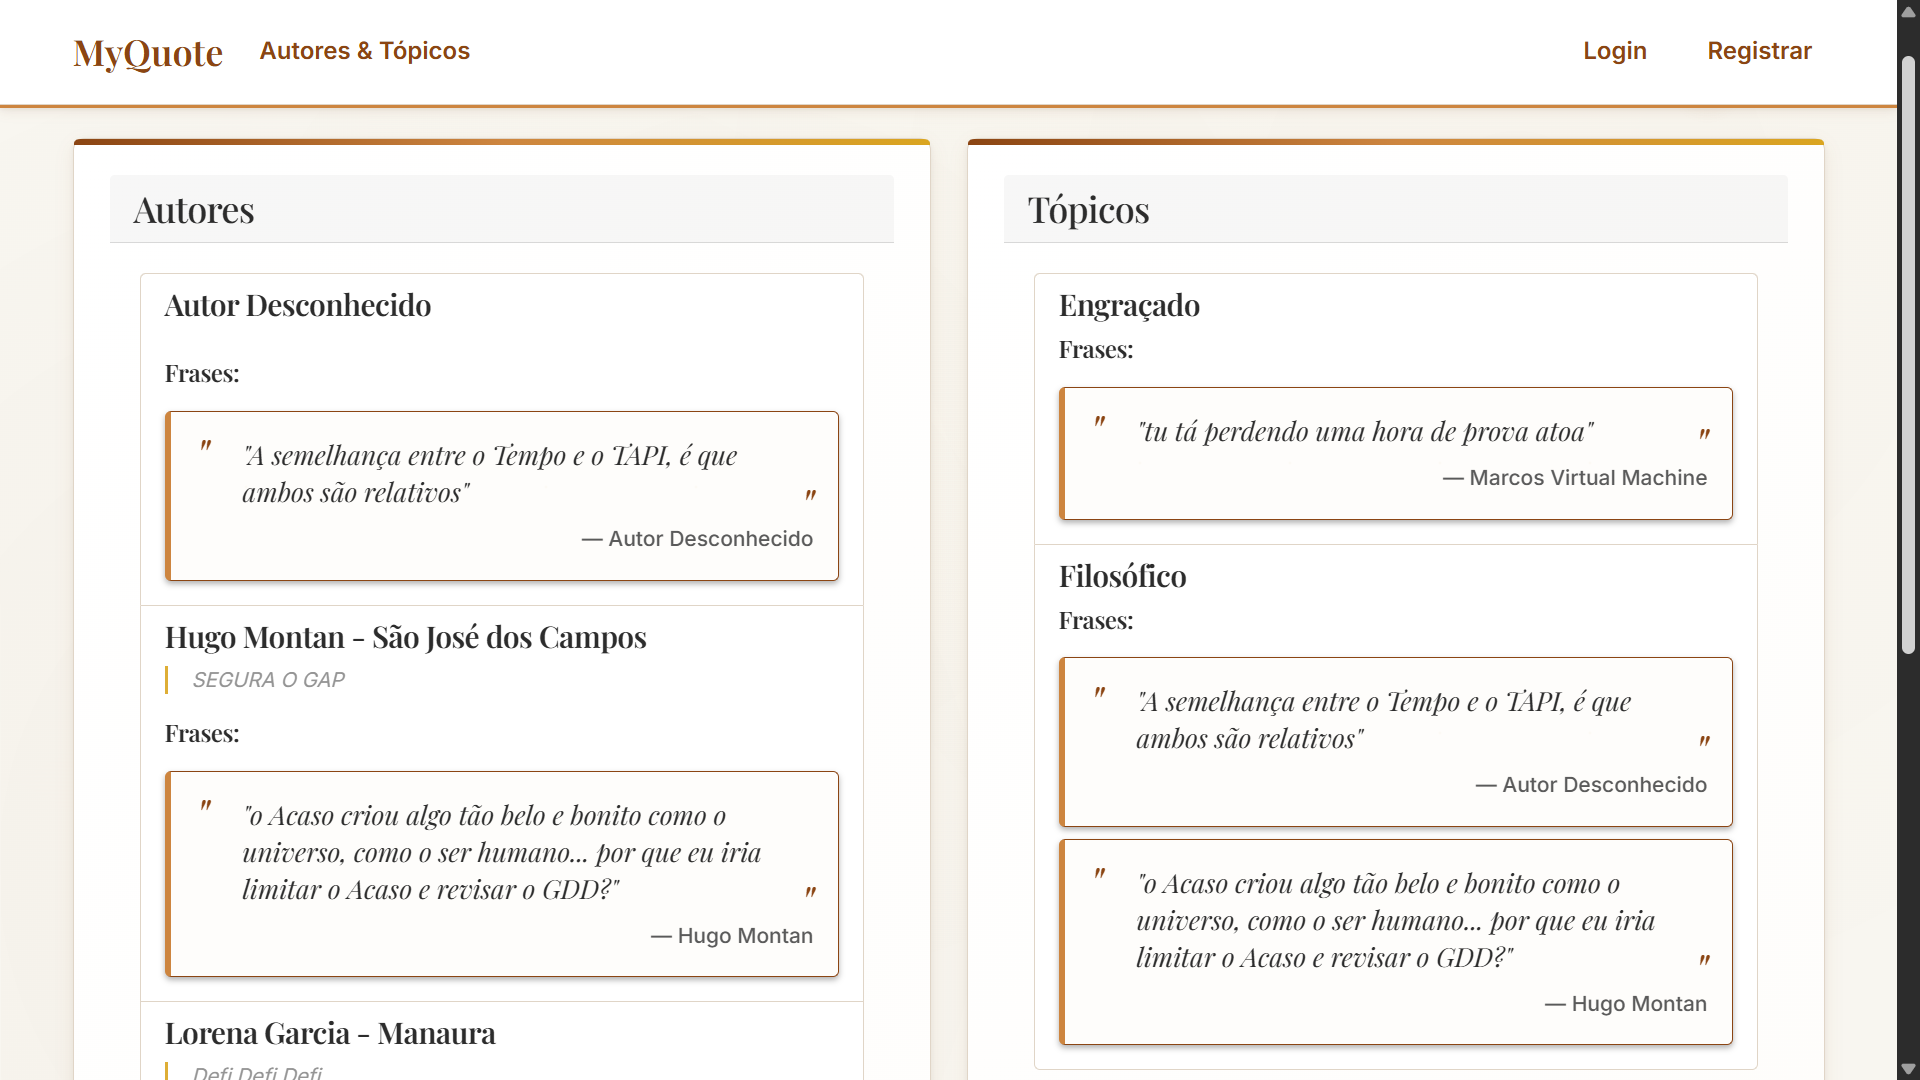 MyQuote
Autores & Tópicos
Login
Registrar
Autores
Autor Desconhecido
Frases:
" "A semelhança entre o Tempo e o TAPI, é que
ambos são relativos" "
— Autor Desconhecido
Hugo Montan - São José dos Campos
SEGURA O GAP
Frases:
" "o Acaso criou algo tão belo e bonito como o
universo, como o ser humano... por que eu iria
limitar o Acaso e revisar o GDD?" "
— Hugo Montan
Lorena Garcia - Manaura
Defi Defi Defi
Tópicos
Engraçado
Frases:
" "tu tá perdendo uma hora de prova atoa" "
— Marcos Virtual Machine
Filosófico
Frases:
" "A semelhança entre o Tempo e o TAPI, é que
ambos são relativos" "
— Autor Desconhecido
" "o Acaso criou algo tão belo e bonito como o
universo, como o ser humano... por que eu iria
limitar o Acaso e revisar o GDD?" "
— Hugo Montan